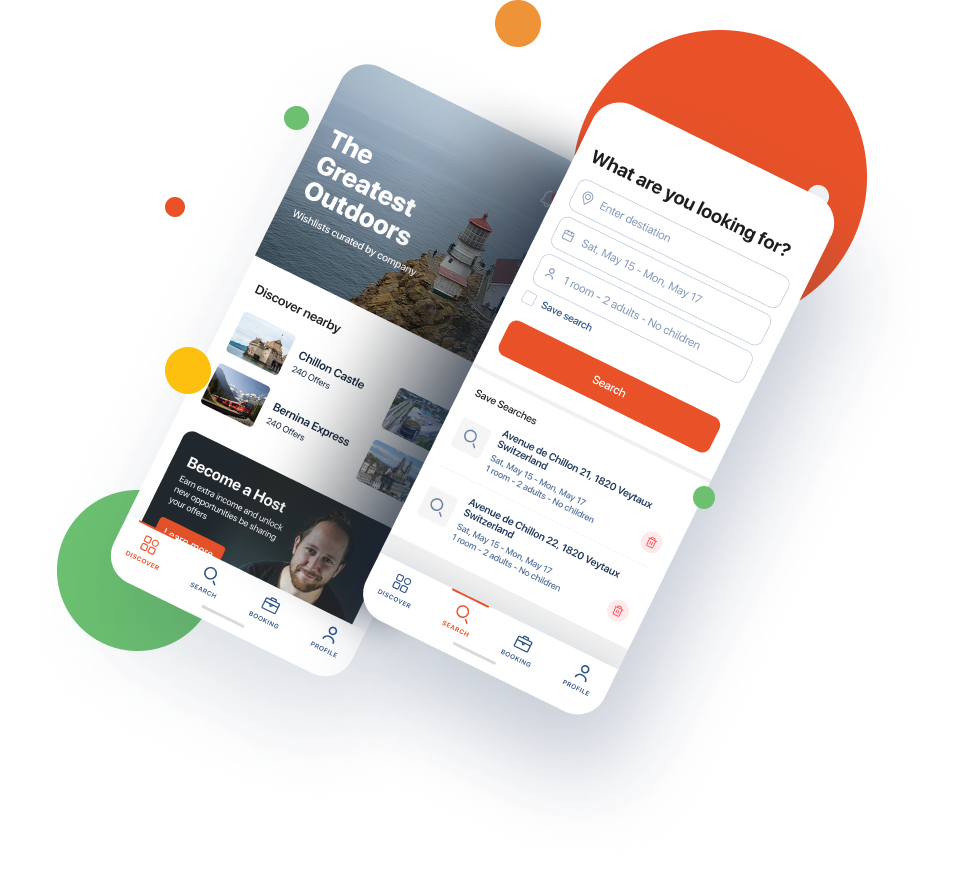 The
Greatest
Outdoors
Wishlists curated by company
Discover nearby
Chillon Castle
240 Offers
Bernina Express
240 Offers
Become a Host
Earn extra income and unlock
new opportunities be sharing
your offers
Learn more
DISCOVER
SEARCH
BOOKING
PROFILE
What are you looking for?
Enter destiation
Sat, May 15 - Mon, May 17
1 room - 2 adults - No children
Save search
Search
Save Searches
Avenue de Chillon 21, 1820 Veytaux
Switzerland
Sat, May 15 - Mon, May 17
1 room - 2 adults - No children
Avenue de Chillon 22, 1820 Veytaux
Switzerland
Sat, May 15 - Mon, May 17
1 room - 2 adults - No children
DISCOVER
SEARCH
BOOKING
PROFILE